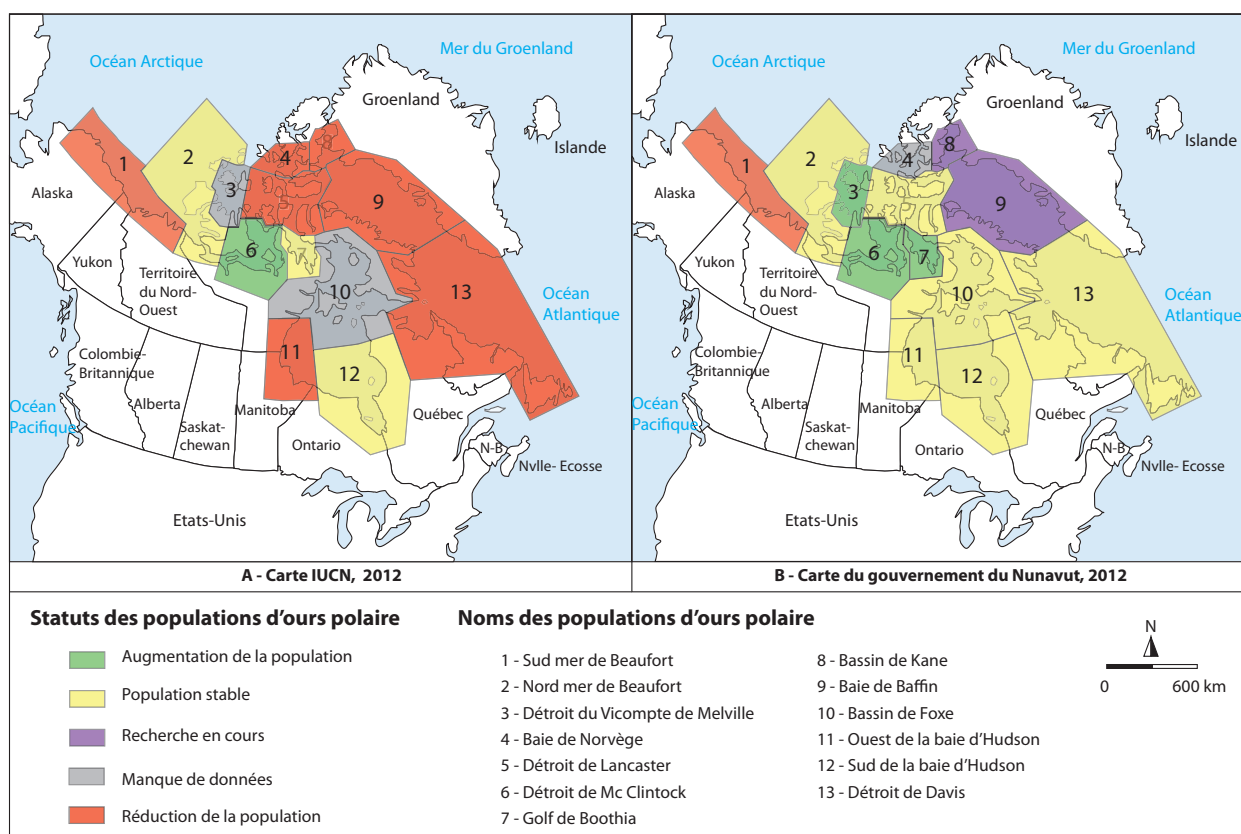 Océan Arctique
Mer du Groenland
Groenland
Islande
Alaska
Yukon
Territoire
du Nord-
Ouest
Colombie-
Britannique
Alberta
Saskat-
chewan
Manitoba
Ontario
Québec
N-B
Nvlle- Ecosse
Océan
Atlantique
Océan
Pacifique
Etats-Unis
1
2
3
4
8
9
6
10
13
11
12
A - Carte IUCN, 2012
Océan Arctique
Mer du Groenland
Groenland
Islande
Alaska
Yukon
Territoire
du Nord-
Ouest
Colombie-
Britannique
Alberta
Saskat-
chewan
Manitoba
Ontario
Québec
N-B
Nvlle- Ecosse
Océan
Atlantique
Océan
Pacifique
Etats-Unis
1
2
3
4
8
9
6
7
10
13
11
12
B - Carte du gouvernement du Nunavut, 2012
Statuts des populations d'ours polaire
Augmentation de la population
Population stable
Recherche en cours
Manque de données
Réduction de la population
Noms des populations d'ours polaire
1 - Sud mer de Beaufort
2 - Nord mer de Beaufort
3 - Détroit du Vicompte de Melville
4 - Baie de Norvège
5 - Détroit de Lancaster
6 - Détroit de Mc Clintock
7 - Golf de Boothia
8 - Bassin de Kane
9 - Baie de Baffin
10 - Bassin de Foxe
11 - Ouest de la baie d'Hudson
12 - Sud de la baie d'Hudson
13 - Détroit de Davis
N
0 600 km